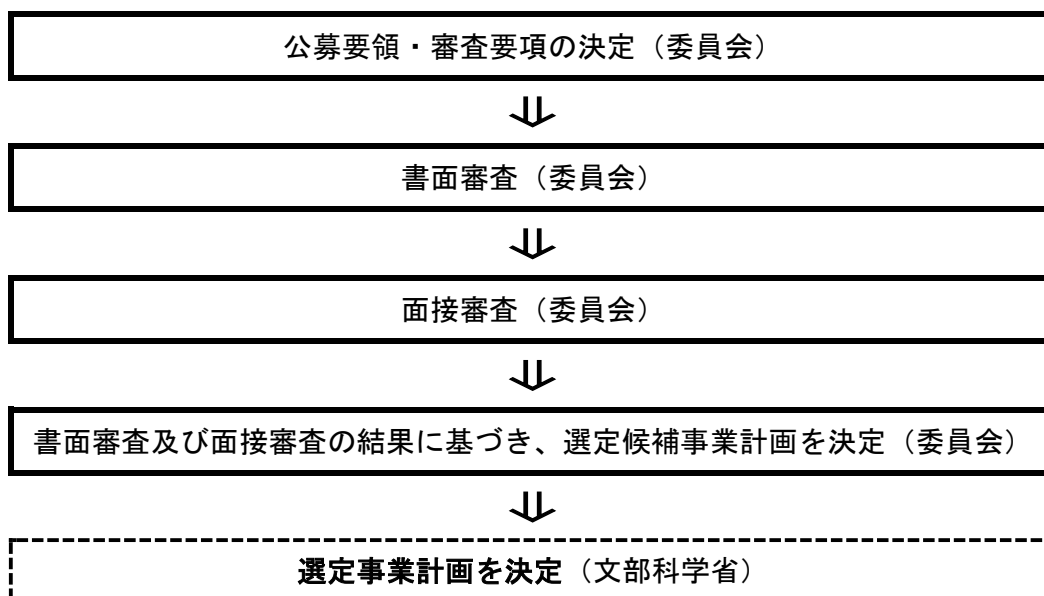 公募要領・審査要項の決定（委員会）
⇓
書面審査（委員会）
⇓
面接審査（委員会）
⇓
書面審査及び面接審査の結果に基づき、選定候補事業計画を決定（委員会）
⇓
選定事業計画を決定（文部科学省）